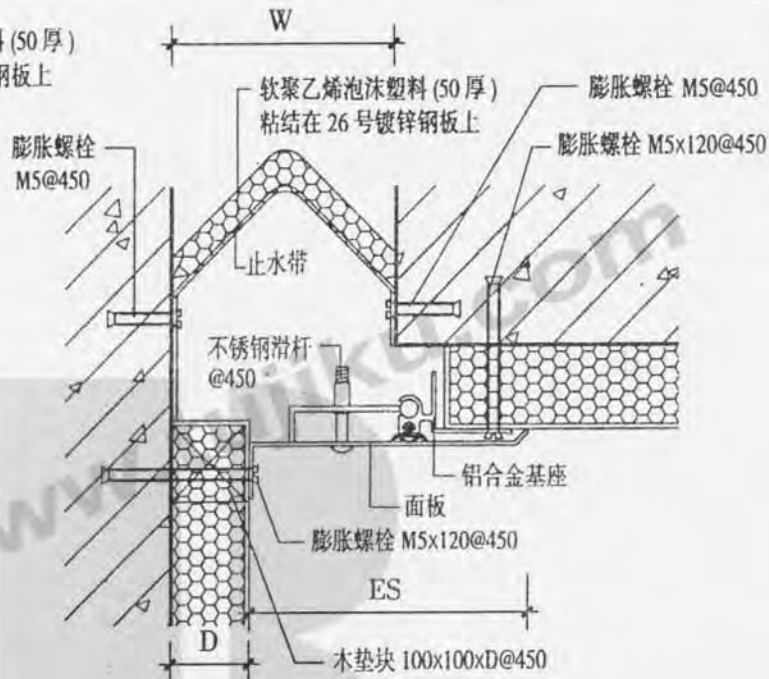 料 (50 厚)
钢板上
W
软聚乙烯泡沫塑料 (50 厚)
粘结在 26 号镀锌钢板上
膨胀螺栓 M5@450
膨胀螺栓 M5x120@450
膨胀螺栓
M5@450
止水带
不锈钢滑杆
@450
铝合金基座
面板
膨胀螺栓 M5x120@450
ES
D
木垫块 100x100xD@450